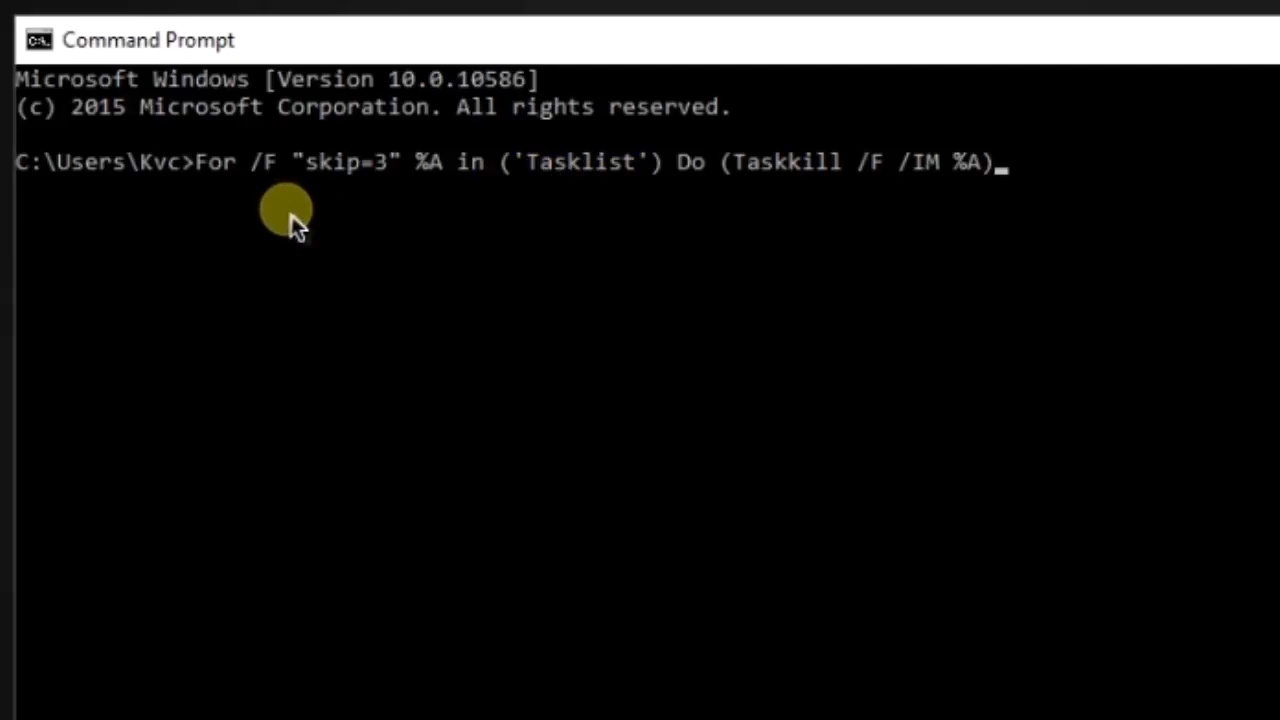 Command Prompt
Microsoft Windows [Version 10.0.10586]
(c) 2015 Microsoft Corporation. All rights reserved.
C:\Users\Kvc>For /F "skip=3" %A in ('Tasklist') Do (Taskkill /F /IM %A)